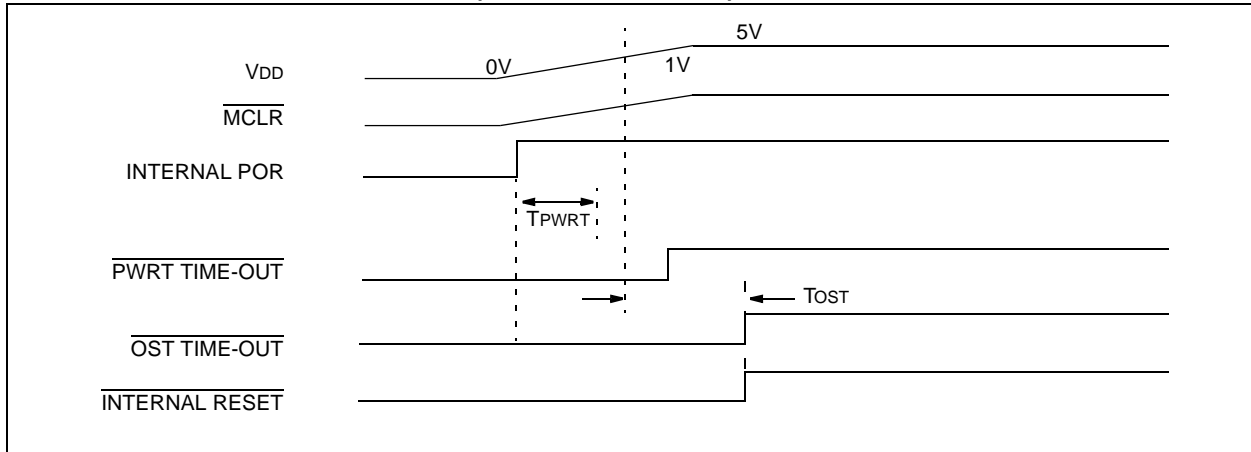 5V
VDD 0V 1V
MCLR
INTERNAL POR
TPWRT
PWRT TIME-OUT
TOST
OST TIME-OUT
INTERNAL RESET